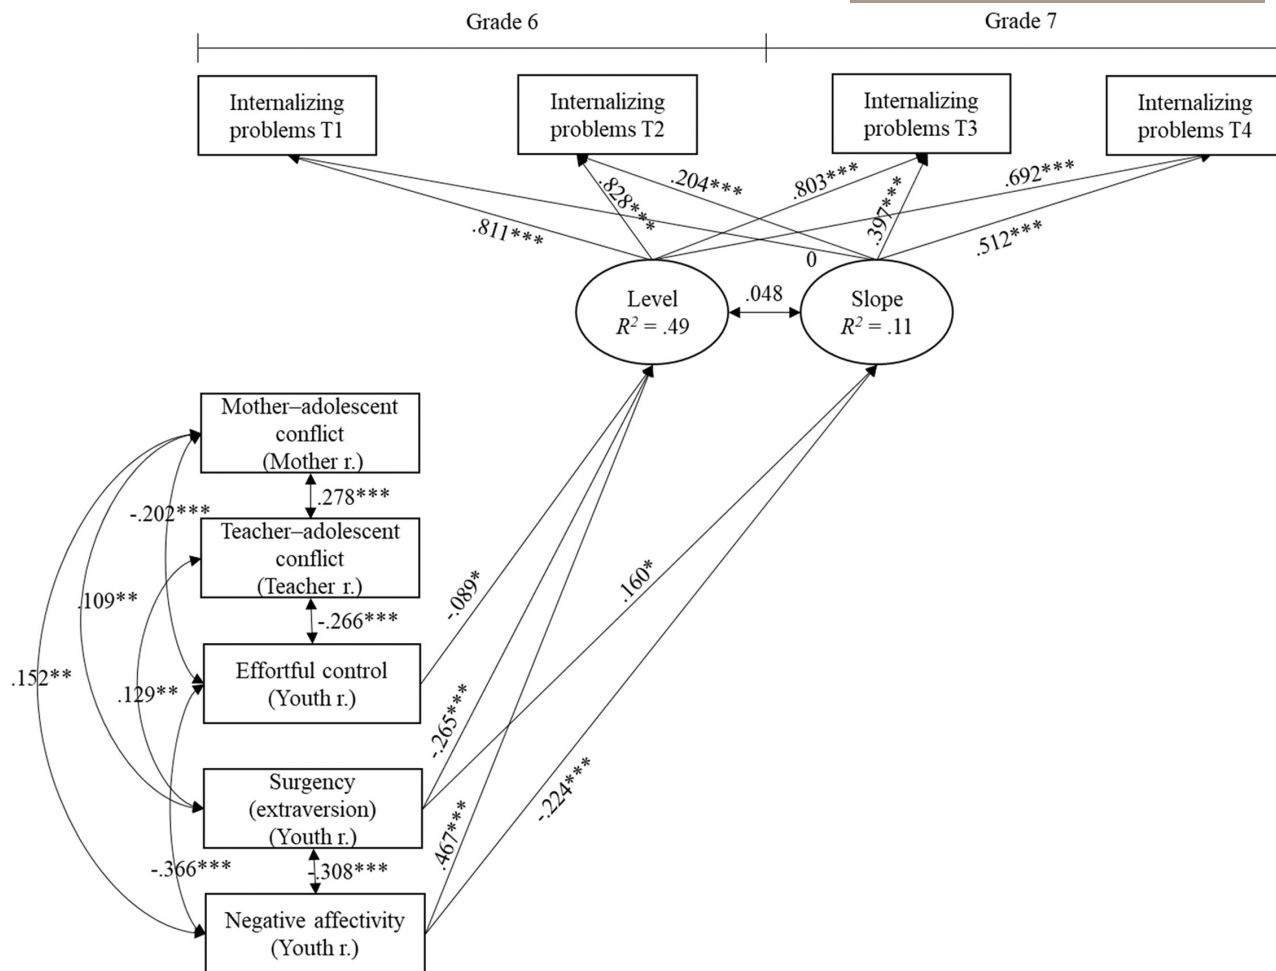 Grade 6
Grade 7
Internalizing
problems T1
Internalizing
problems T2
Internalizing
problems T3
Internalizing
problems T4
.811***
.828***
.204***
.803***
.397***
.692***
.512***
0
Level
R² = .49
.048
Slope
R² = .11
Mother–adolescent
conflict
(Mother r.)
.278***
-.202***
Teacher–adolescent
conflict
(Teacher r.)
.109**
-.266***
-.089*
.160*
Effortful control
(Youth r.)
.152**
.129**
-.265***
Surgency
(extraversion)
(Youth r.)
-.224***
.467***
-.366***
-.308***
Negative affectivity
(Youth r.)